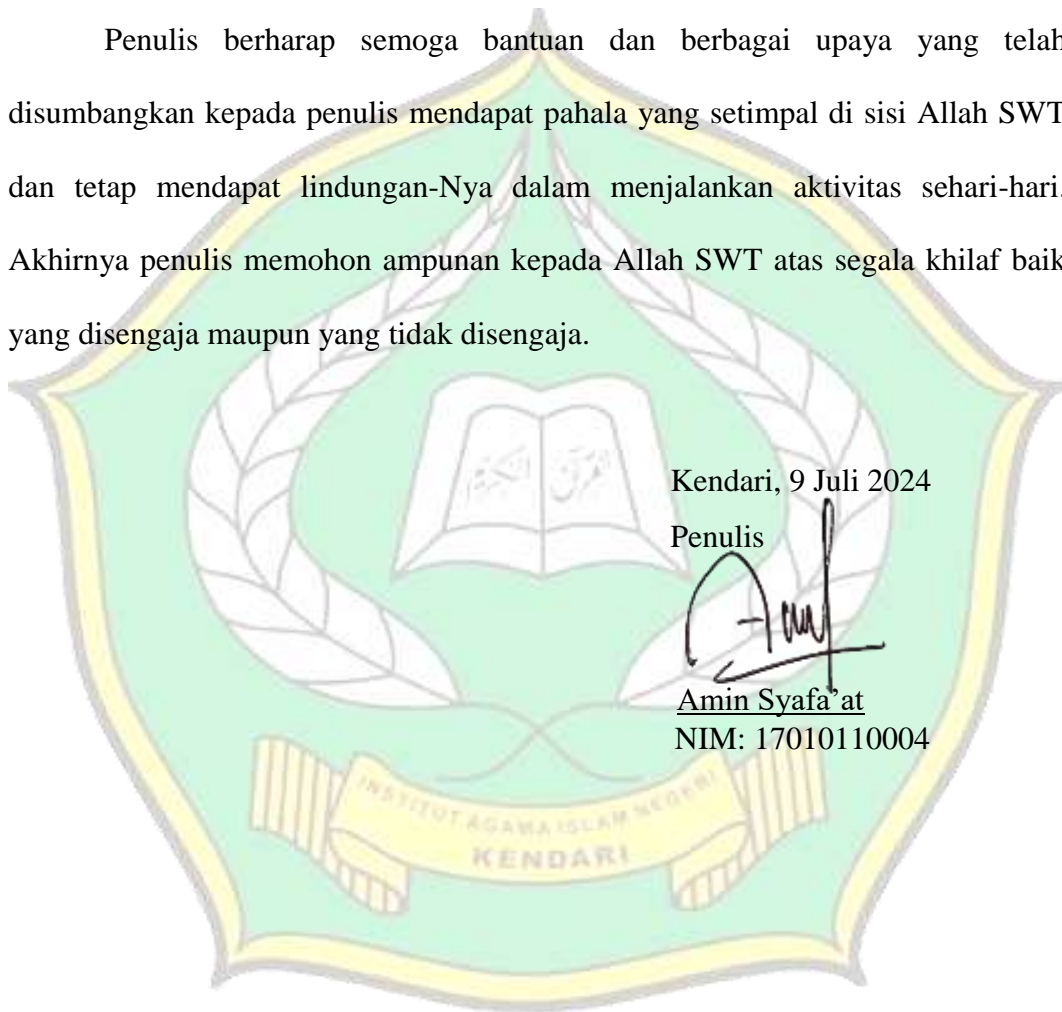 Penulis berharap semoga bantuan dan berbagai upaya yang telah
disumbangkan kepada penulis mendapat pahala yang setimpal di sisi Allah SWT
dan tetap mendapat lindungan-Nya dalam menjalankan aktivitas sehari-hari.
Akhirnya penulis memohon ampunan kepada Allah SWT atas segala khilaf baik
yang disengaja maupun yang tidak disengaja.
Kendari, 9 Juli 2024
Penulis
Amin Syafa’at
NIM: 17010110004
INSTITUT AGAMA ISLAM NEGERI
KENDARI